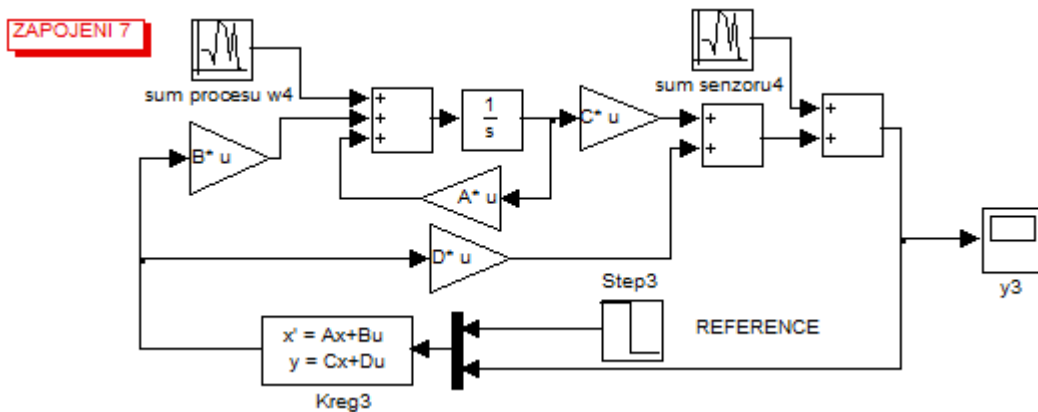 ZAPOJENI 7
sum procesu w4
sum senzoru4
+
+
+
1
s
C* u
+
+
+
+
B* u
A* u
D* u
Step3
y3
REFERENCE
x' = Ax+Bu
y = Cx+Du
Kreg3